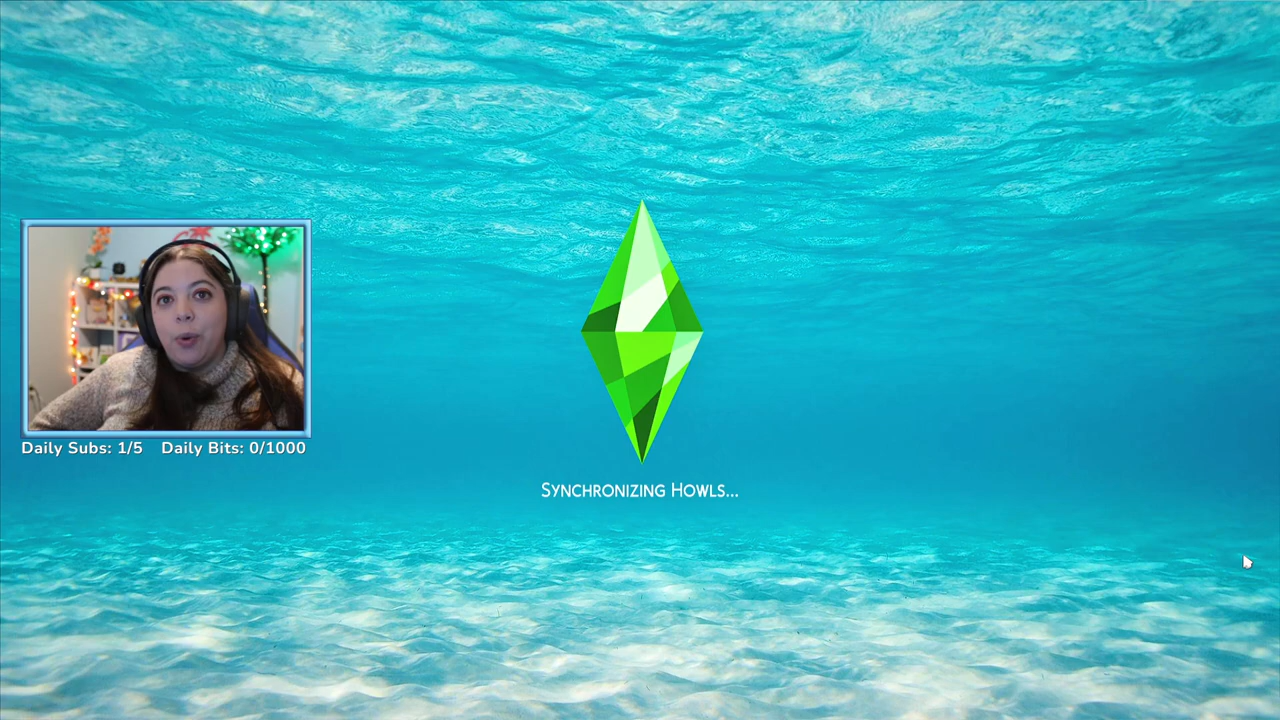 Daily Subs: 1/5 Daily Bits: 0/1000
Synchronizing Howls...